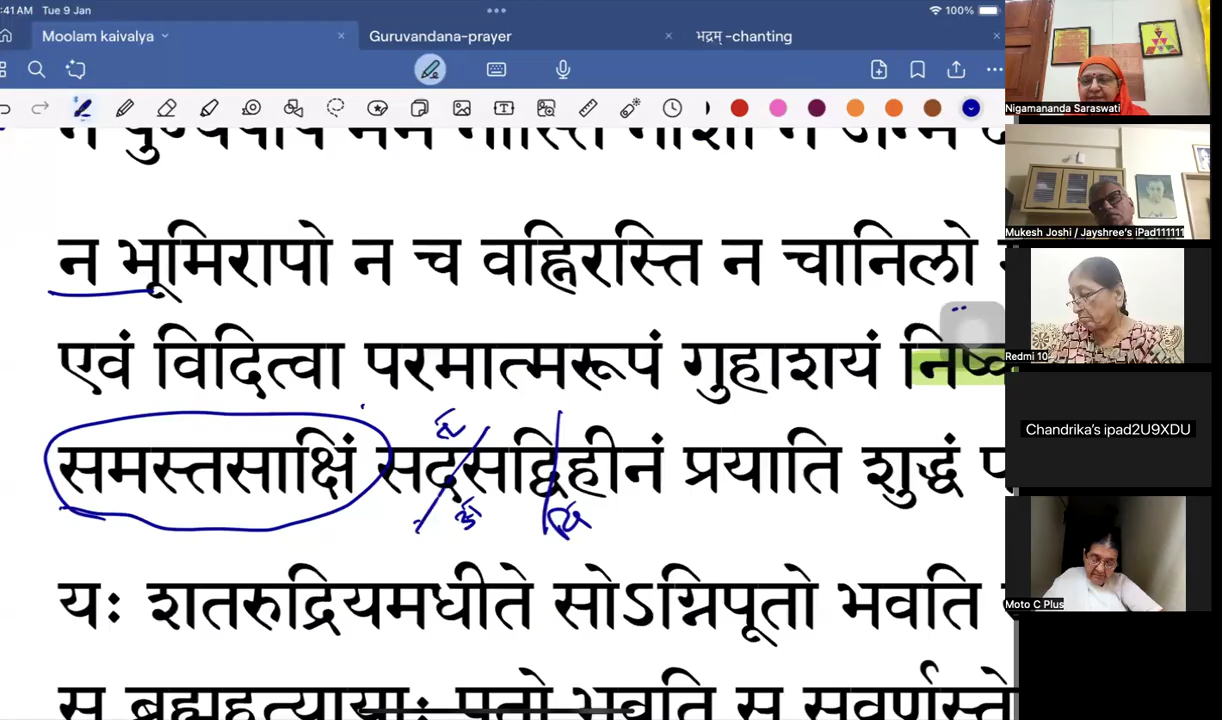 :41 AM Tue 9 Jan
100%
Moolam kaivalya
Guruvandana-prayer
भद्रम् -chanting
न भूमिरापो न च वह्निरस्ति न चानिलो
एवं विदित्वा परमात्मरूपं गुहाशयं
समस्तसाक्षिं सदसद्विहीनं प्रयाति शुद्धं
यः शतरुद्रियमधीते सोऽग्निपूतो भवति
Nigamananda Saraswati
Mukesh Joshi / Jayshree's iPad111111
Redmi 10
Chandrika's ipad2U9XDU
Moto C Plus